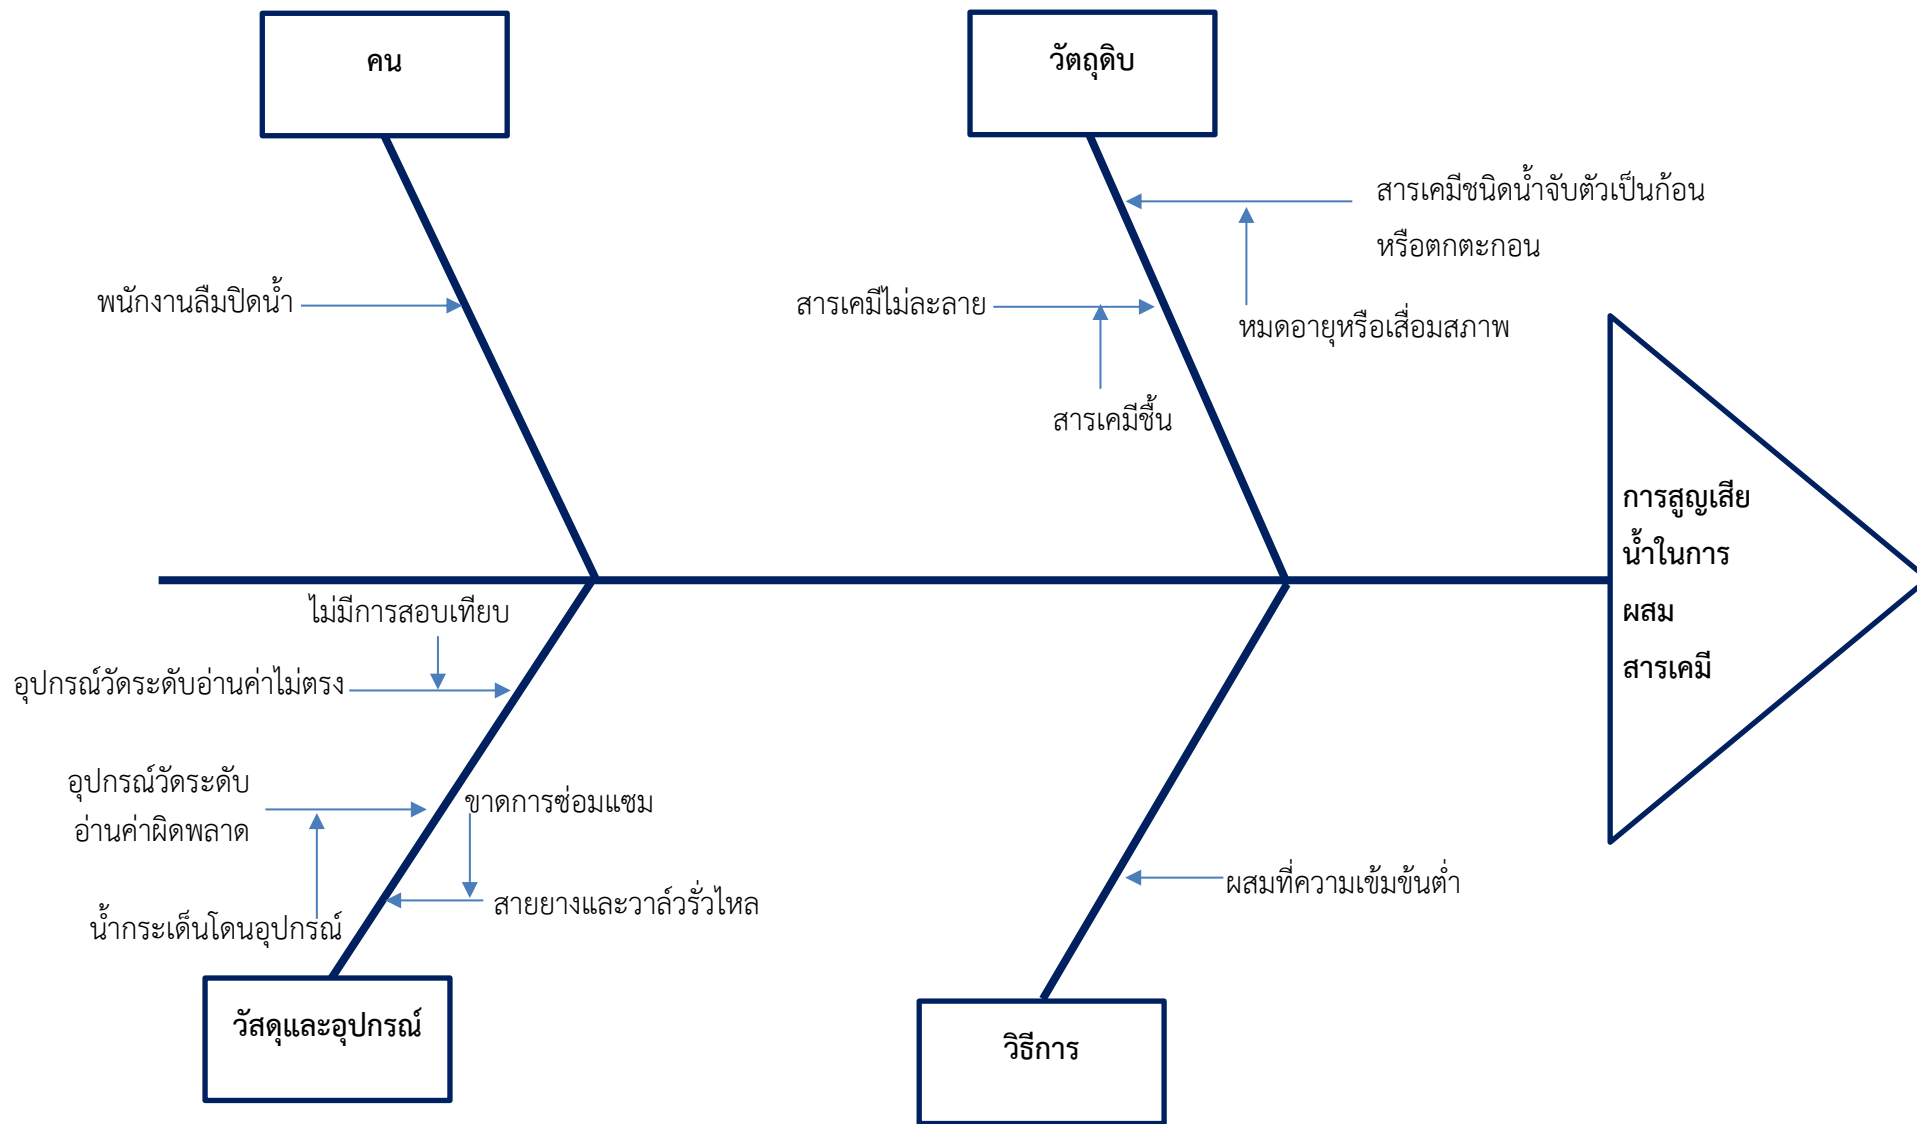 คน
วัตถุดิบ
สารเคมีชนิดน้ำจับตัวเป็นก้อน
หรือตกตะกอน
พนักงานลืมปิดน้ำ
สารเคมีไม่ละลาย
หมดอายุหรือเสื่อมสภาพ
สารเคมีชื้น
การสูญเสีย
น้ำในการ
ผสม
สารเคมี
ไม่มีการสอบเทียบ
อุปกรณ์วัดระดับอ่านค่าไม่ตรง
อุปกรณ์วัดระดับ
อ่านค่าผิดพลาด
ขาดการซ่อมแซม
สายยางและวาล์วรั่วไหล
น้ำกระเด็นโดนอุปกรณ์
ผสมที่ความเข้มข้นต่ำ
วัสดุและอุปกรณ์
วิธีการ